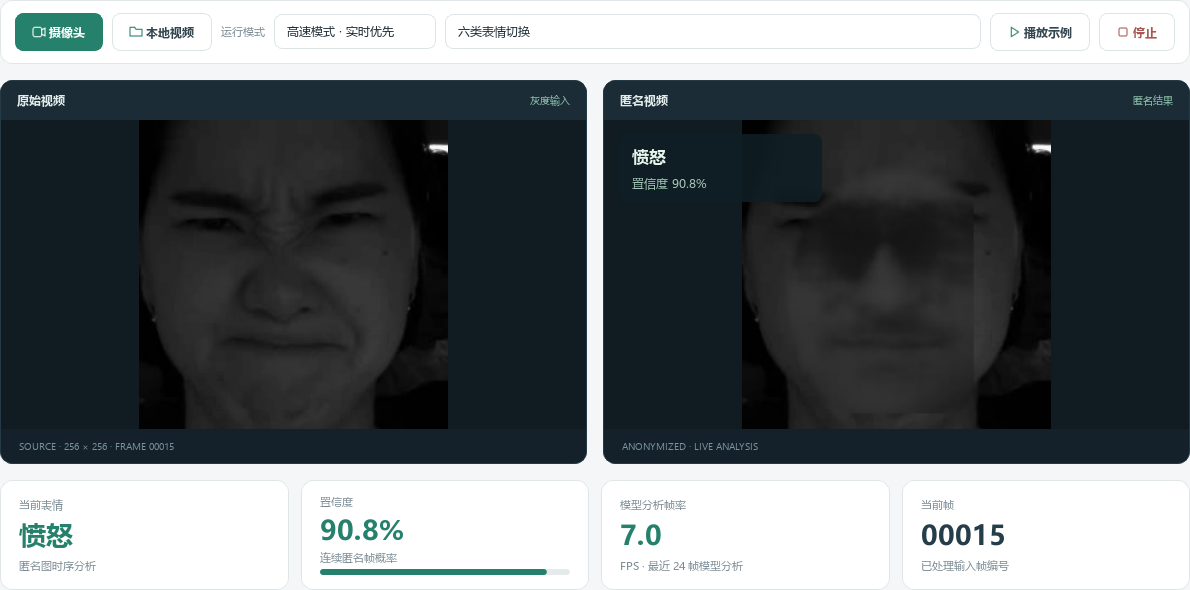 摄像头
本地视频
运行模式
高速模式 · 实时优先
六类表情切换
播放示例
停止
原始视频
灰度输入
匿名视频
匿名结果
愤怒
置信度 90.8%
SOURCE · 256 × 256 · FRAME 00015
ANONYMIZED · LIVE ANALYSIS
当前表情
愤怒
匿名图时序分析
置信度
90.8%
连续匿名帧概率
模型分析帧率
7.0
FPS · 最近 24 帧模型分析
当前帧
00015
已处理输入帧编号